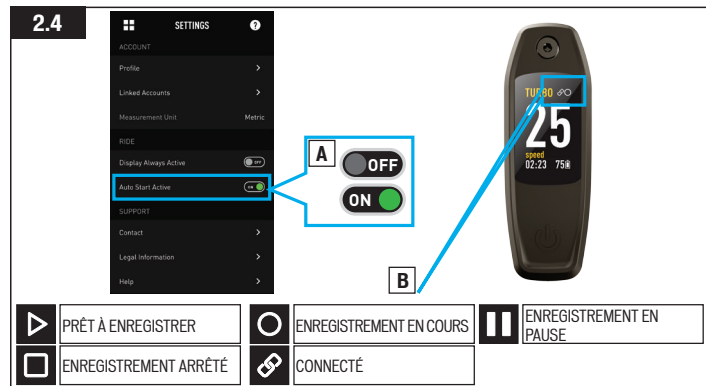 2.4
SETTINGS
?
ACCOUNT
Profile
Linked Accounts
Measurement Unit Metric
RIDE
Display Always Active OFF
Auto Start Active ON
SUPPORT
Contact
Legal Information
Help
A
OFF
ON
TURBO
25
speed
02:23 75
B
PRÊT À ENREGISTRER
ENREGISTREMENT EN COURS
ENREGISTREMENT EN
PAUSE
ENREGISTREMENT ARRÊTÉ
CONNECTÉ